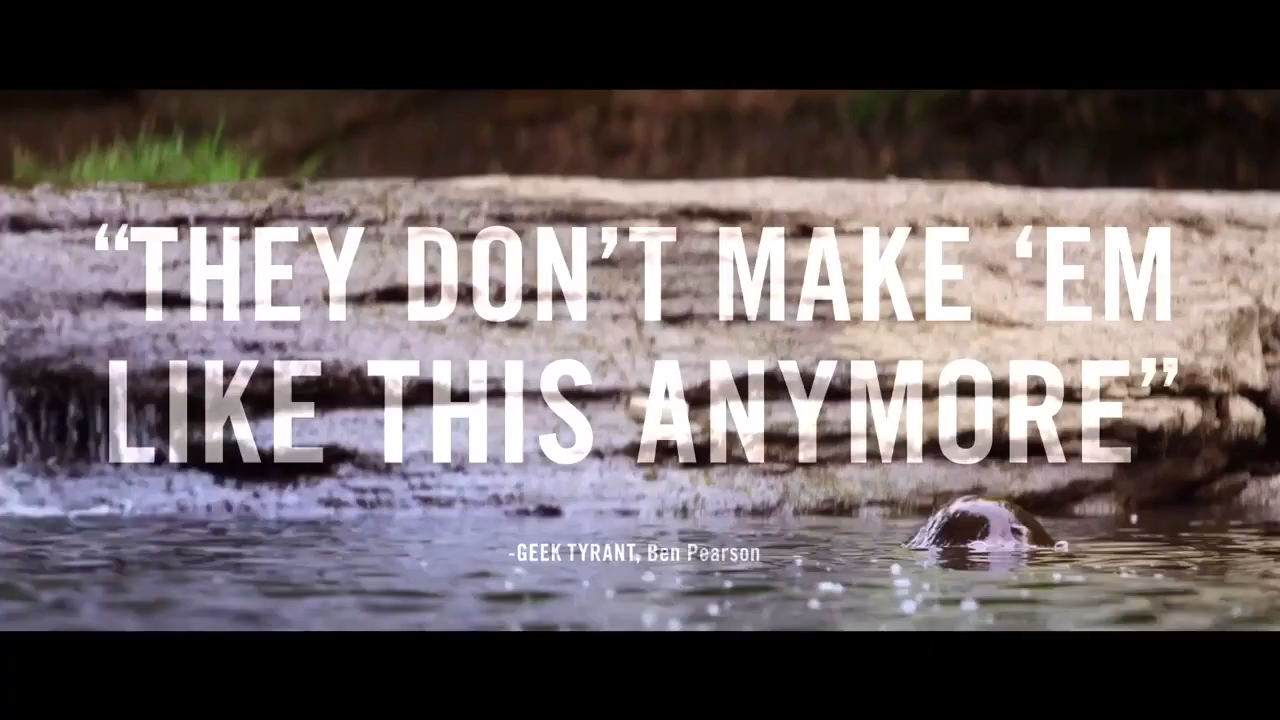 “THEY DON’T MAKE ‘EM
LIKE THIS ANYMORE”
-GEEK TYRANT, Ben Pearson